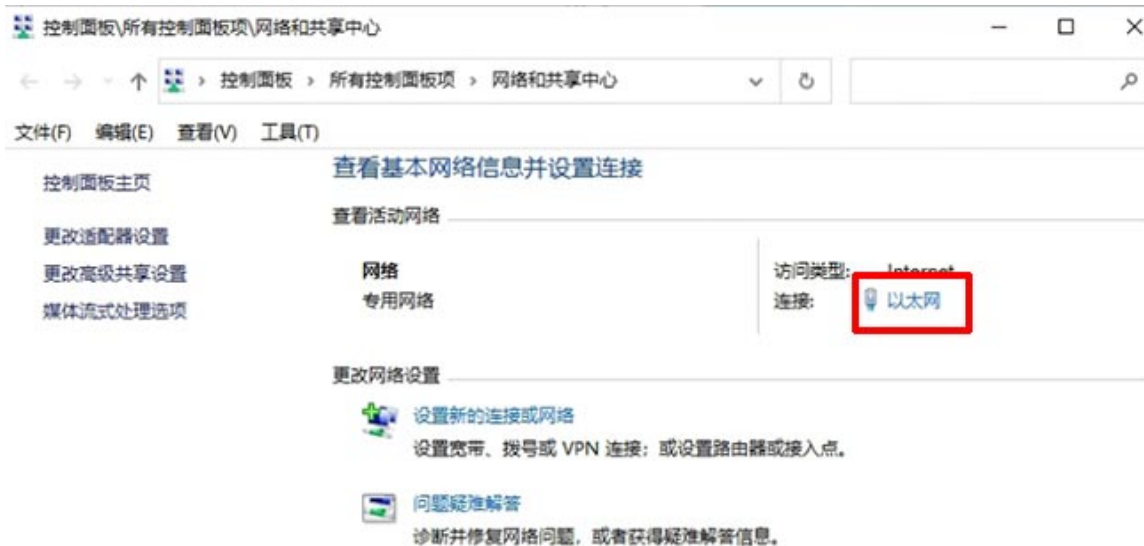 控制面板\所有控制面板项\网络和共享中心
控制面板 › 所有控制面板项 › 网络和共享中心
文件(F) 编辑(E) 查看(V) 工具(T)
查看基本网络信息并设置连接
控制面板主页
查看活动网络
更改适配器设置
更改高级共享设置
网络 访问类型: Internet
媒体流式处理选项
专用网络 连接: 以太网
更改网络设置
设置新的连接或网络
设置宽带、拨号或 VPN 连接；或设置路由器或接入点。
问题疑难解答
诊断并修复网络问题，或者获得疑难解答信息。